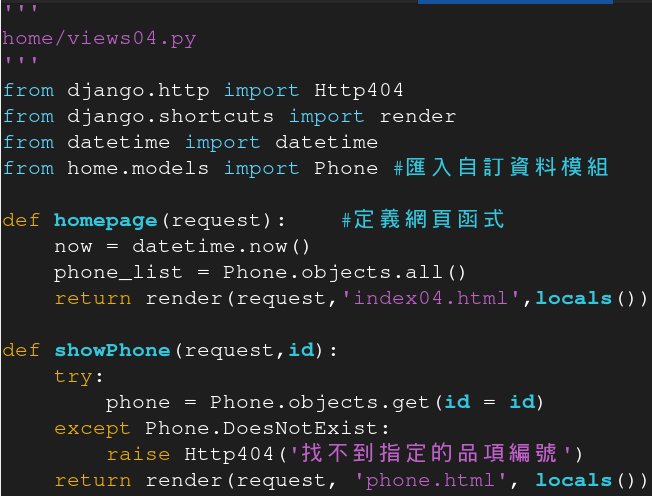 '''
home/views04.py
'''
from django.http import Http404
from django.shortcuts import render
from datetime import datetime
from home.models import Phone #匯入自訂資料模組
def homepage(request):    #定義網頁函式
    now = datetime.now()
    phone_list = Phone.objects.all()
    return render(request,'index04.html',locals())
def showPhone(request,id):
    try:
        phone = Phone.objects.get(id = id)
    except Phone.DoesNotExist:
        raise Http404('找不到指定的品項編號')
    return render(request, 'phone.html', locals())